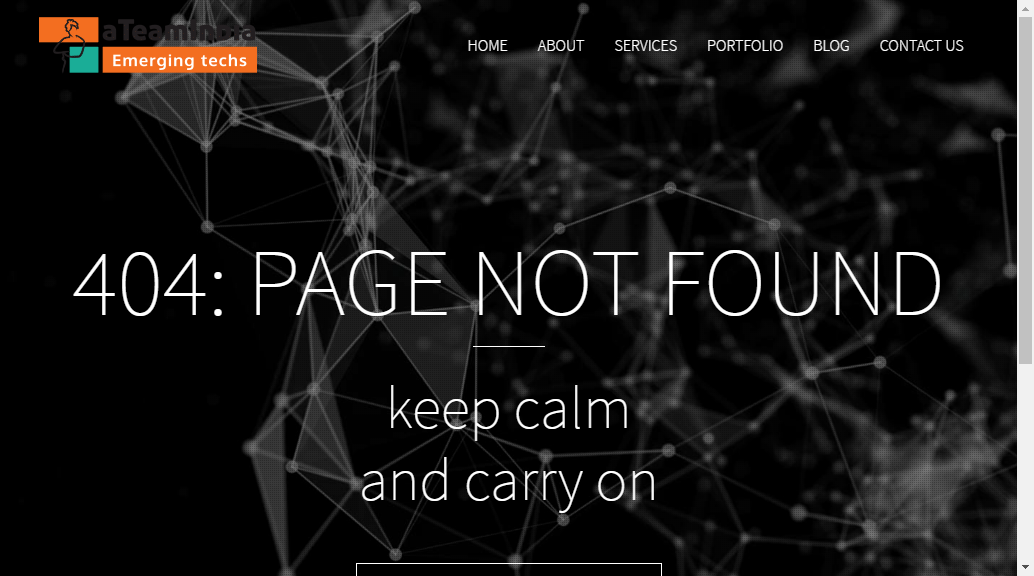 aTeamIndia
Emerging techs
HOME ABOUT SERVICES PORTFOLIO BLOG CONTACT US
404: PAGE NOT FOUND
keep calm
and carry on